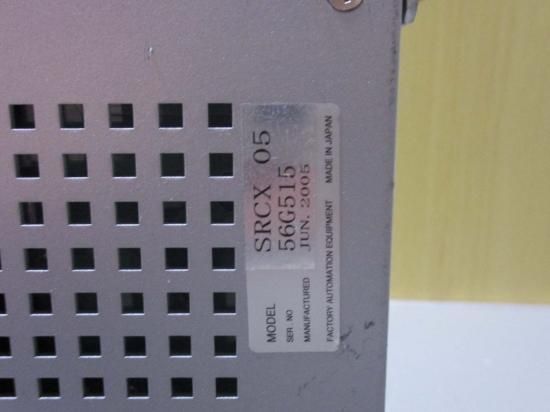 MODEL SRCX 05
SER. NO 56G515
MANUFACTURED JUN. 2005
FACTORY AUTOMATION EQUIPMENT MADE IN JAPAN